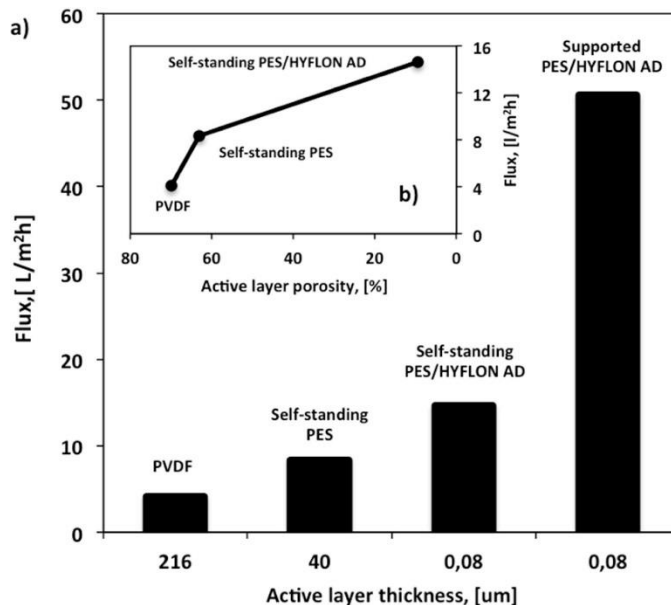 a)
60
50
40
30
20
10
0
Flux,[ L/m²h]
Self-standing PES/HYFLON AD
Self-standing PES
PVDF
b)
16
12
8
4
0
Flux, [l/m²h]
80
60
40
20
0
Active layer porosity, [%]
Supported
PES/HYFLON AD
Self-standing
PES/HYFLON AD
Self-standing
PES
PVDF
216
40
0,08
0,08
Active layer thickness, [um]